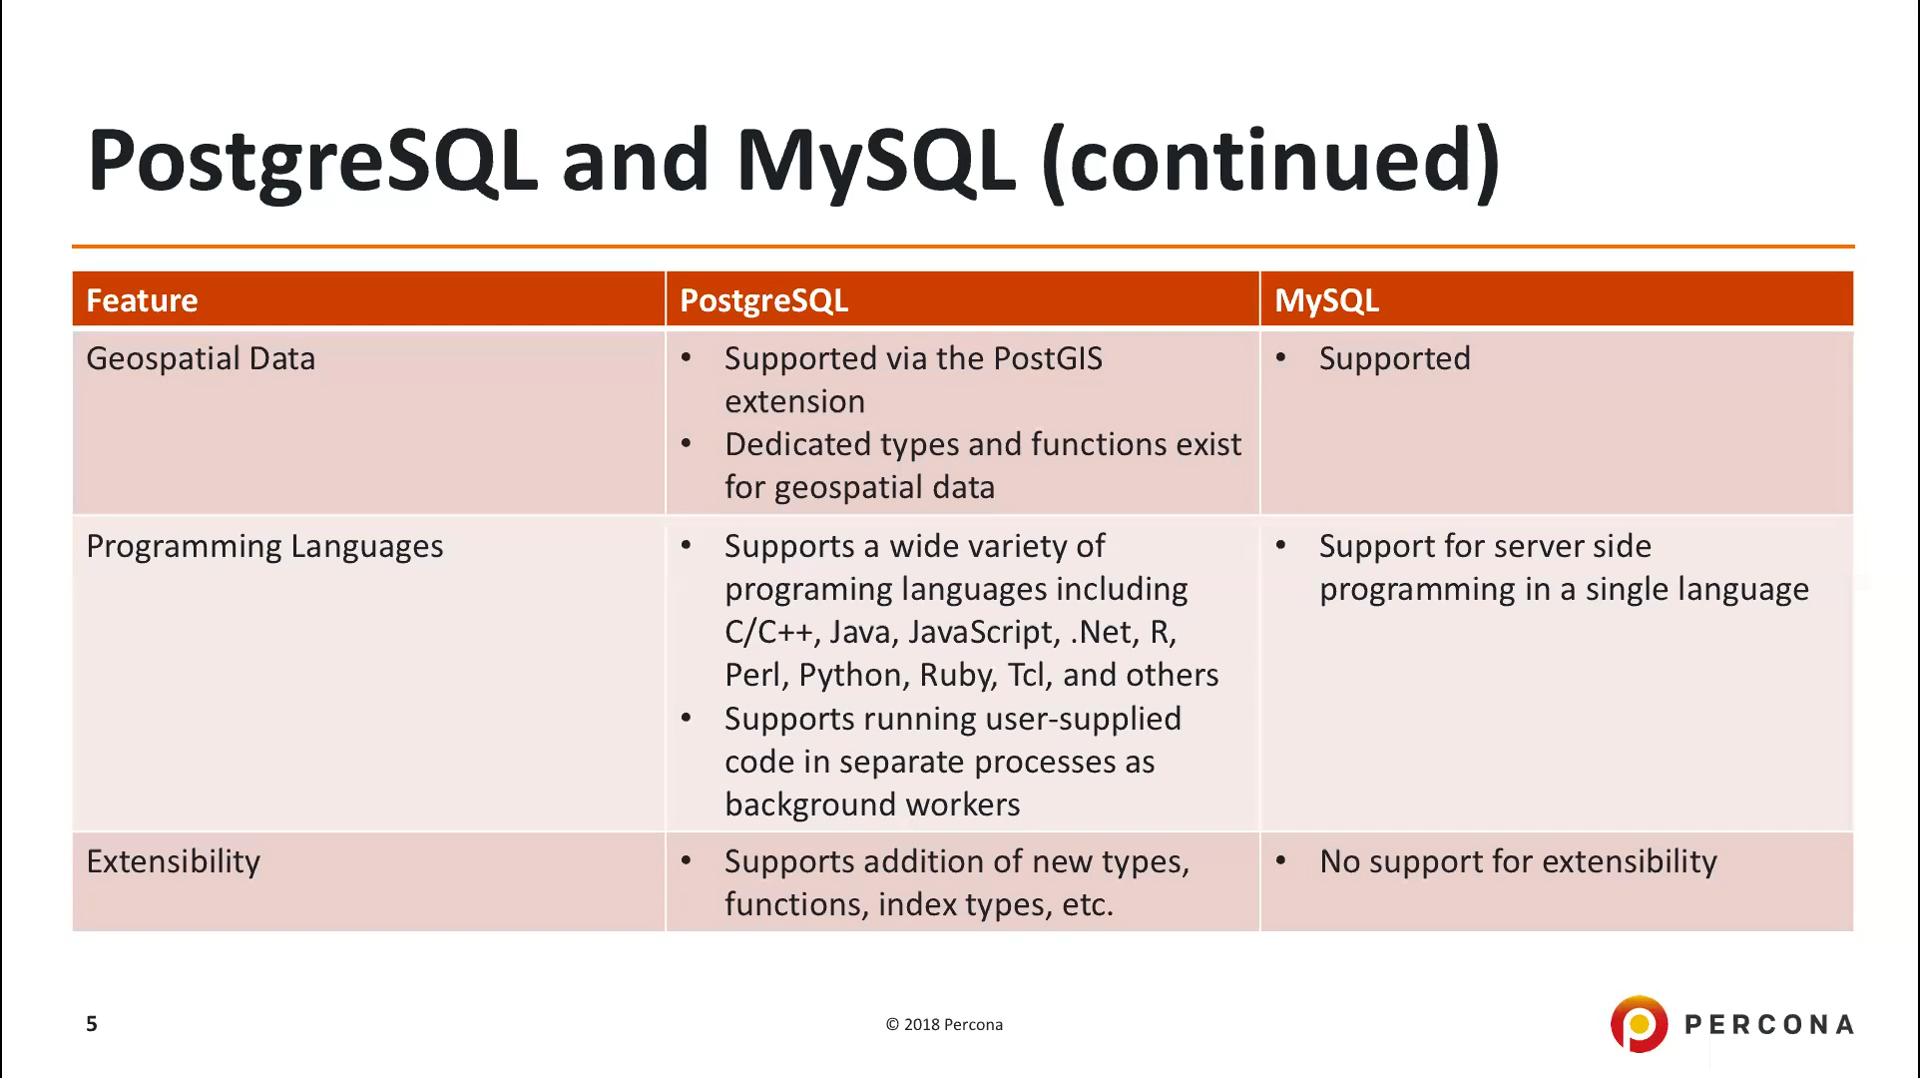 PostgreSQL and MySQL (continued)
Feature
PostgreSQL
MySQL
Geospatial Data
• Supported via the PostGIS
extension
• Dedicated types and functions exist
for geospatial data
• Supported
Programming Languages
• Supports a wide variety of
programing languages including
C/C++, Java, JavaScript, .Net, R,
Perl, Python, Ruby, Tcl, and others
• Supports running user-supplied
code in separate processes as
background workers
• Support for server side
programming in a single language
Extensibility
• Supports addition of new types,
functions, index types, etc.
• No support for extensibility
5
© 2018 Percona
PERCONA